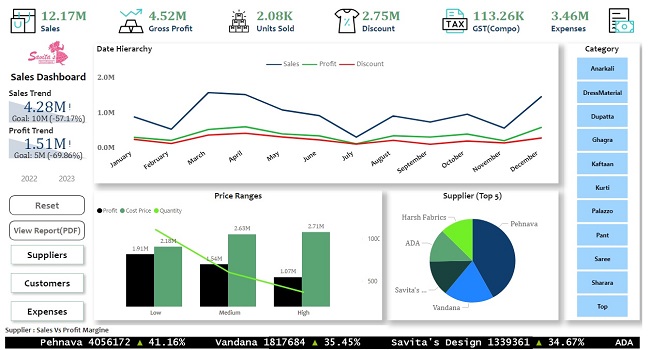 12.17M
Sales
4.52M
Gross Profit
2.08K
Units Sold
2.75M
Discount
TAX
113.26K
GST(Compo)
3.46M
Expenses
Savita's
Sales Dashboard
Sales Trend
4.28M!
Goal: 10M (-57.17%)
Profit Trend
1.51M!
Goal: 5M (-69.86%)
2022 2023
Reset
View Report(PDF)
Suppliers
Customers
Expenses
Date Hierarchy
Sales Profit Discount
2.0M
1.0M
0.0M
January February March April May June July August September October November December
Price Ranges
Profit Cost Price Quantity
1.91M 2.18M 1.54M 2.63M 1.07M 2.71M
1000
500
Low Medium High
Supplier (Top 5)
Harsh Fabrics
Pehnava
ADA
Savita's ...
Vandana
Category
Anarkali
DressMaterial
Dupatta
Ghagra
Kaftaan
Kurti
Palazzo
Pant
Saree
Sharara
Top
Supplier : Sales Vs Profit Margine
Pehnava 4056172 ▲ 41.16% Vandana 1817684 ▲ 35.45% Savita's Design 1339361 ▲ 34.67% ADA